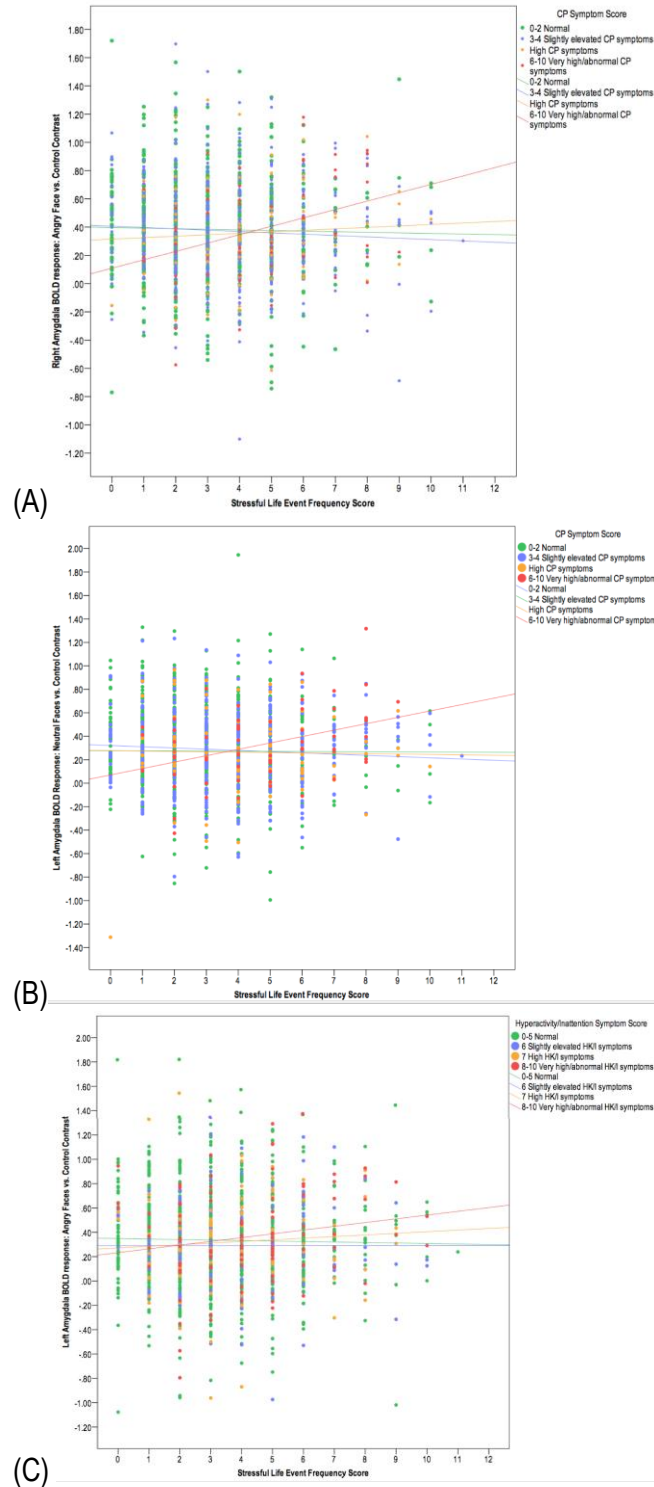 CP Symptom Score
0-2 Normal
3-4 Slightly elevated CP symptoms
High CP symptoms
6-10 Very high/abnormal CP
symptoms
0-2 Normal
3-4 Slightly elevated CP symptoms
High CP symptoms
6-10 Very high/abnormal CP
symptoms
Right Amygdala BOLD response: Angry Face vs. Control Contrast
1.80
1.60
1.40
1.20
1.00
.80
.60
.40
.20
.00
-.20
-.40
-.60
-.80
-1.00
-1.20
0 1 2 3 4 5 6 7 8 9 10 11 12
Stressful Life Event Frequency Score
(A)
CP Symptom Score
0-2 Normal
3-4 Slightly elevated CP symptoms
High CP symptoms
6-10 Very high/abnormal CP symptom
0-2 Normal
3-4 Slightly elevated CP symptoms
High CP symptoms
6-10 Very high/abnormal CP symptom
Left Amygdala BOLD Response: Neutral Faces vs. Control Contrast
2.00
1.80
1.60
1.40
1.20
1.00
.80
.60
.40
.20
.00
-.20
-.40
-.60
-.80
-1.00
-1.20
-1.40
0 1 2 3 4 5 6 7 8 9 10 11 12
Stressful Life Event Frequency Score
(B)
Hyperactivity/Inattention Symptom Score
0-5 Normal
6 Slightly elevated HK/I symptoms
7 High HK/I symptoms
8-10 Very high/abnormal HK/I symptoms
0-5 Normal
6 Slightly elevated HK/I symptoms
7 High HK/I symptoms
8-10 Very high/abnormal HK/I symptoms
Left Amygdala BOLD response: Angry Faces vs. Control Contrast
2.00
1.80
1.60
1.40
1.20
1.00
.80
.60
.40
.20
.00
-.20
-.40
-.60
-.80
-1.00
-1.20
0 1 2 3 4 5 6 7 8 9 10 11 12
Stressful Life Event Frequency Score
(C)